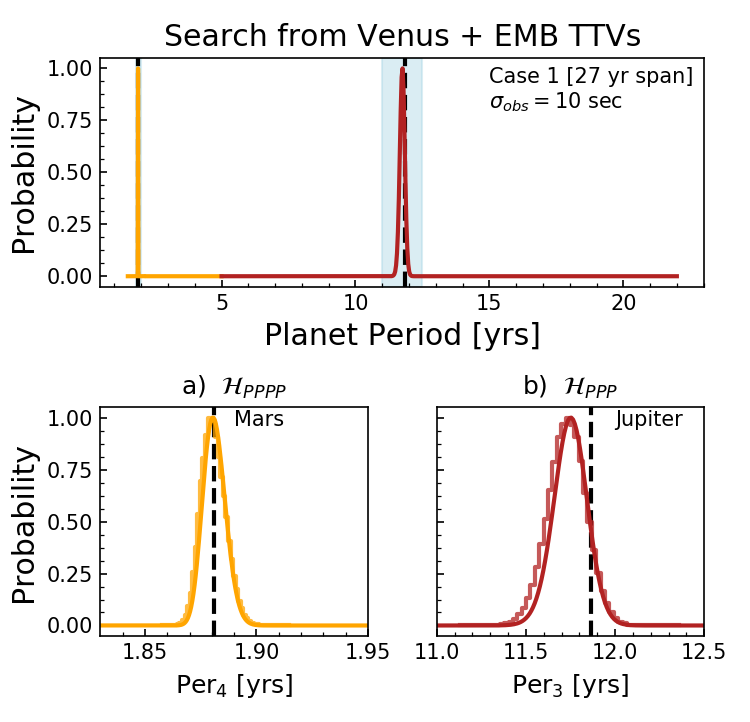 Search from Venus + EMB TTVs
Probability
1.00
0.75
0.50
0.25
0.00
Case 1 [27 yr span]
σ_obs = 10 sec
5 10 15 20
Planet Period [yrs]
a) ℋ_PPPP
Probability
1.00
0.75
0.50
0.25
0.00
Mars
1.85 1.90 1.95
Per₄ [yrs]
b) ℋ_PPP
Jupiter
11.0 11.5 12.0 12.5
Per₃ [yrs]